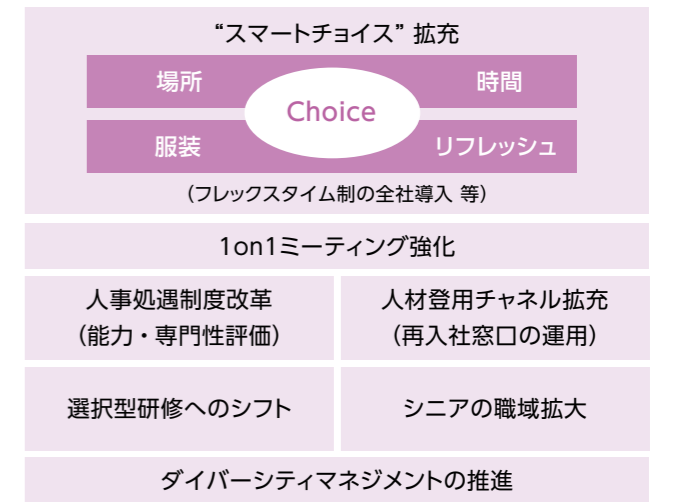 “スマートチョイス” 拡充
場所
時間
Choice
服装
リフレッシュ
（フレックスタイム制の全社導入 等）
1on1ミーティング強化
人事処遇制度改革
（能力・専門性評価）
人材登用チャネル拡充
（再入社窓口の運用）
選択型研修へのシフト
シニアの職域拡大
ダイバーシティマネジメントの推進